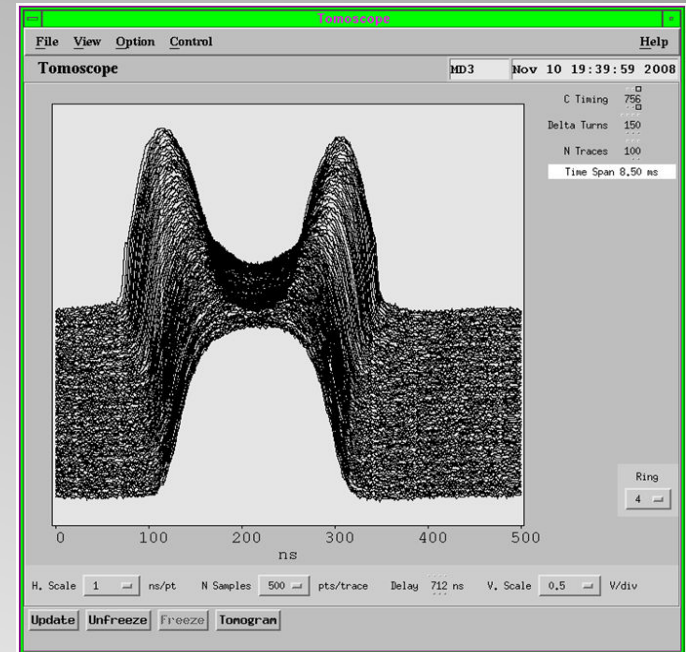 Tomoscope
File View Option Control Help
Tomoscope MD3 Nov 10 19:39:59 2008
C Timing 756
Delta Turns 150
N Traces 100
Time Span 8.50 ms
Ring
4
0 100 200 300 400 500
ns
H. Scale 1 ns/pt N Samples 500 pts/trace Delay 712 ns V. Scale 0.5 V/div
Update Unfreeze Freeze Tomogram